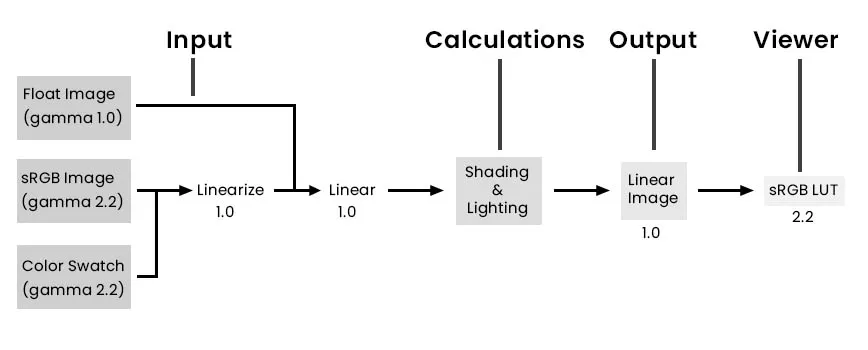 Input
Calculations
Output
Viewer
Float Image
(gamma 1.0)
sRGB Image
(gamma 2.2)
Color Swatch
(gamma 2.2)
Linearize
1.0
Linear
1.0
Shading
&
Lighting
Linear
Image
1.0
sRGB LUT
2.2